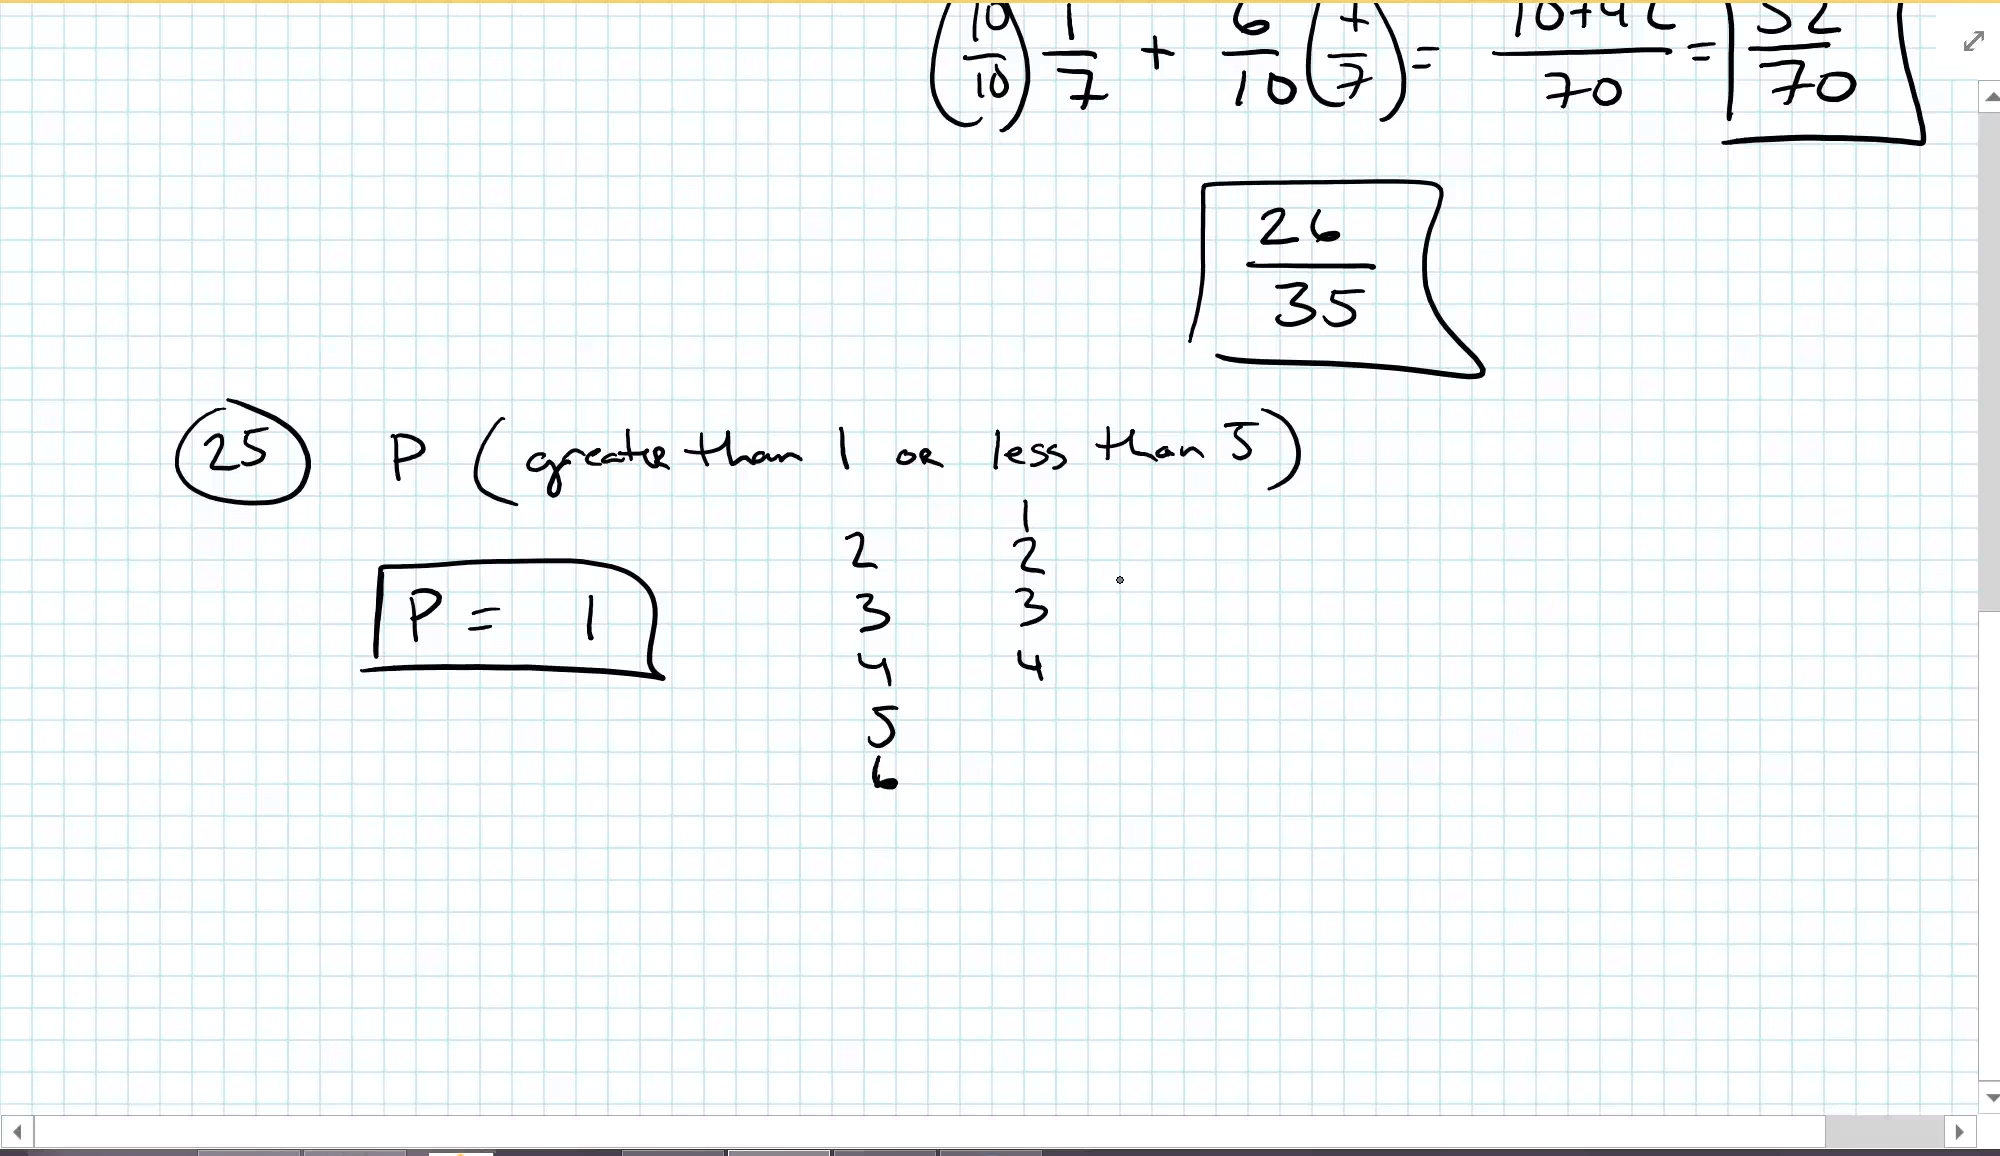 (10/10) 1/7 + 6/10 (7/7) = 10+42/70 = 52/70
26/35
25 P (greater than 1 or less than 5)
1
2 2
P = 1 3 3
4 4
5
6